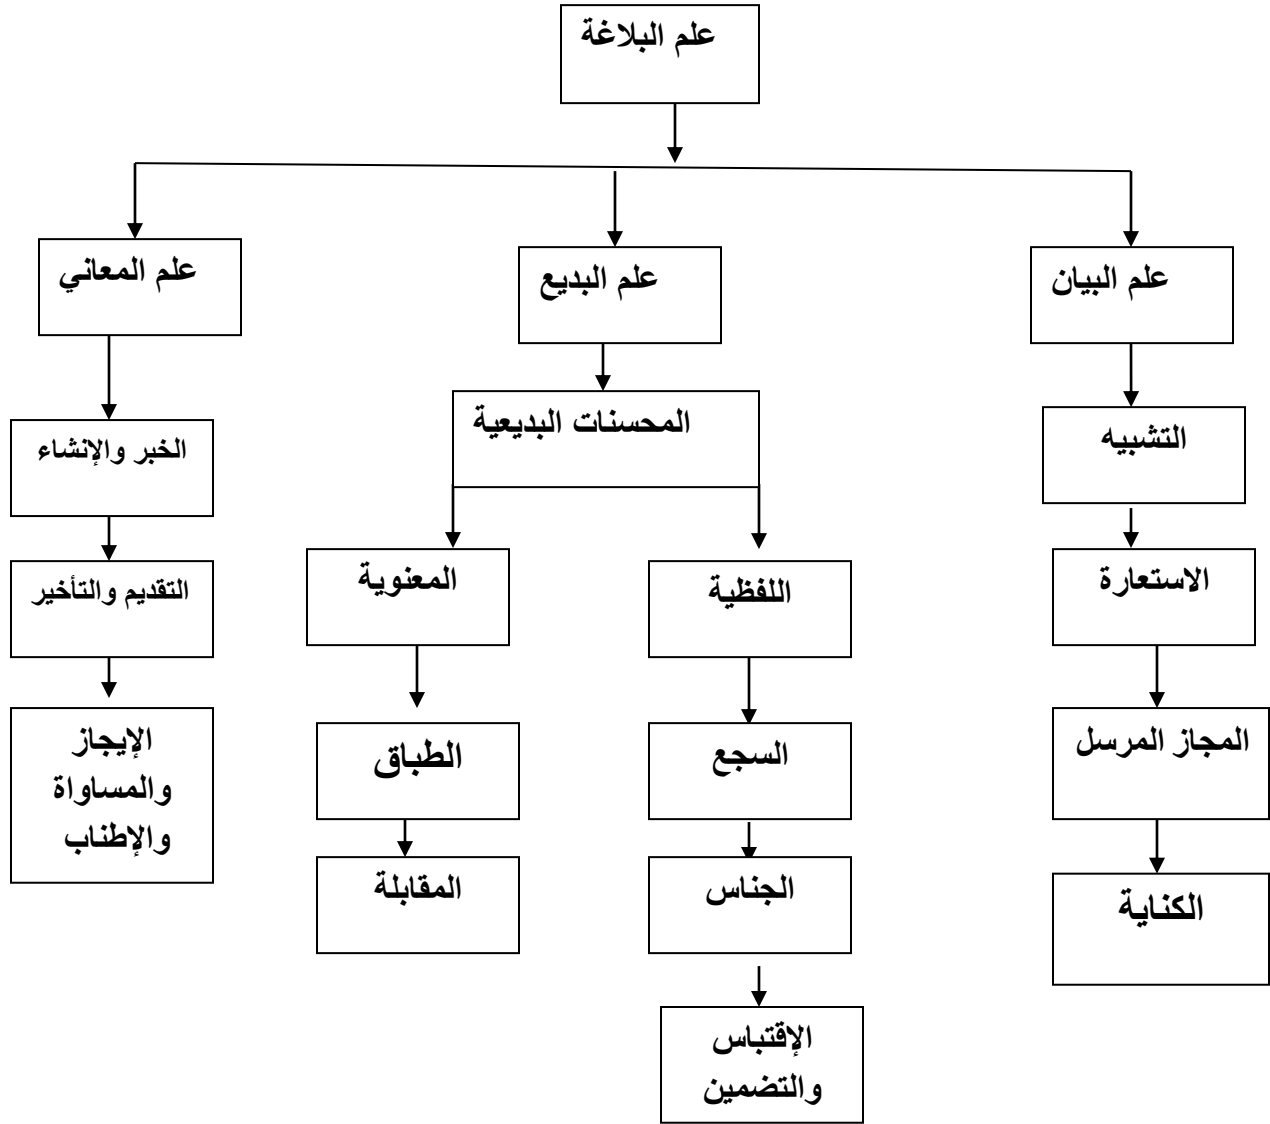 علم البلاغة
علم البيان
علم البديع
علم المعاني
التشبيه
المحسنات البديعية
الخبر والإنشاء
الاستعارة
اللفظية
المعنوية
التقديم والتأخير
المجاز المرسل
السجع
الطباق
الإيجاز
والمساواة
والإطناب
الكناية
الجناس
المقابلة
الإقتباس
والتضمين